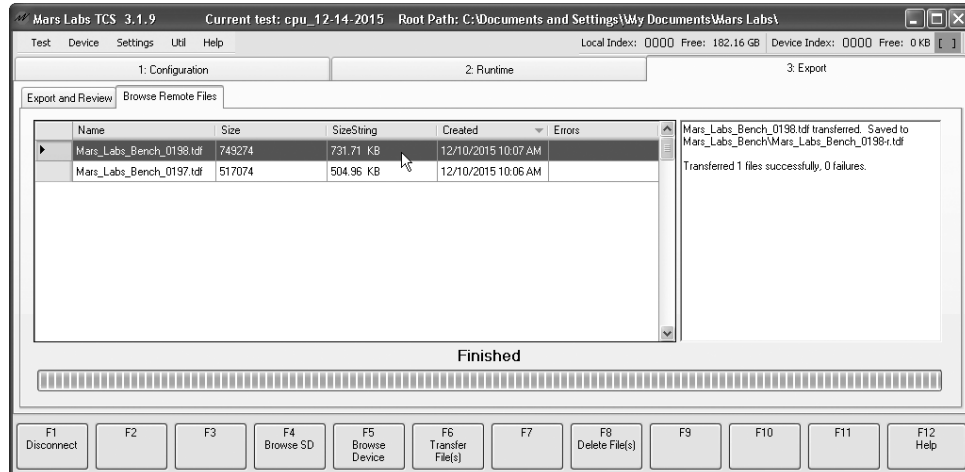 Mars Labs TCS 3.1.9 Current test: cpu_12-14-2015 Root Path: C:\Documents and Settings\\My Documents\Mars Labs\
Test Device Settings Util Help Local Index: 0000 Free: 182.16 GB Device Index: 0000 Free: 0 KB [ ]
1: Configuration 2: Runtime 3: Export
Export and Review Browse Remote Files
Name Size SizeString Created Errors
Mars_Labs_Bench_0198.tdf 749274 731.71 KB 12/10/2015 10:07 AM
Mars_Labs_Bench_0197.tdf 517074 504.96 KB 12/10/2015 10:06 AM
Mars_Labs_Bench_0198.tdf transferred. Saved to
Mars_Labs_Bench\Mars_Labs_Bench_0198-r.tdf
Transferred 1 files successfully, 0 failures.
Finished
F1 F2 F3 F4 F5 F6 F7 F8 F9 F10 F11 F12
Disconnect Browse SD Browse Transfer Delete File(s) Help
Device File(s)